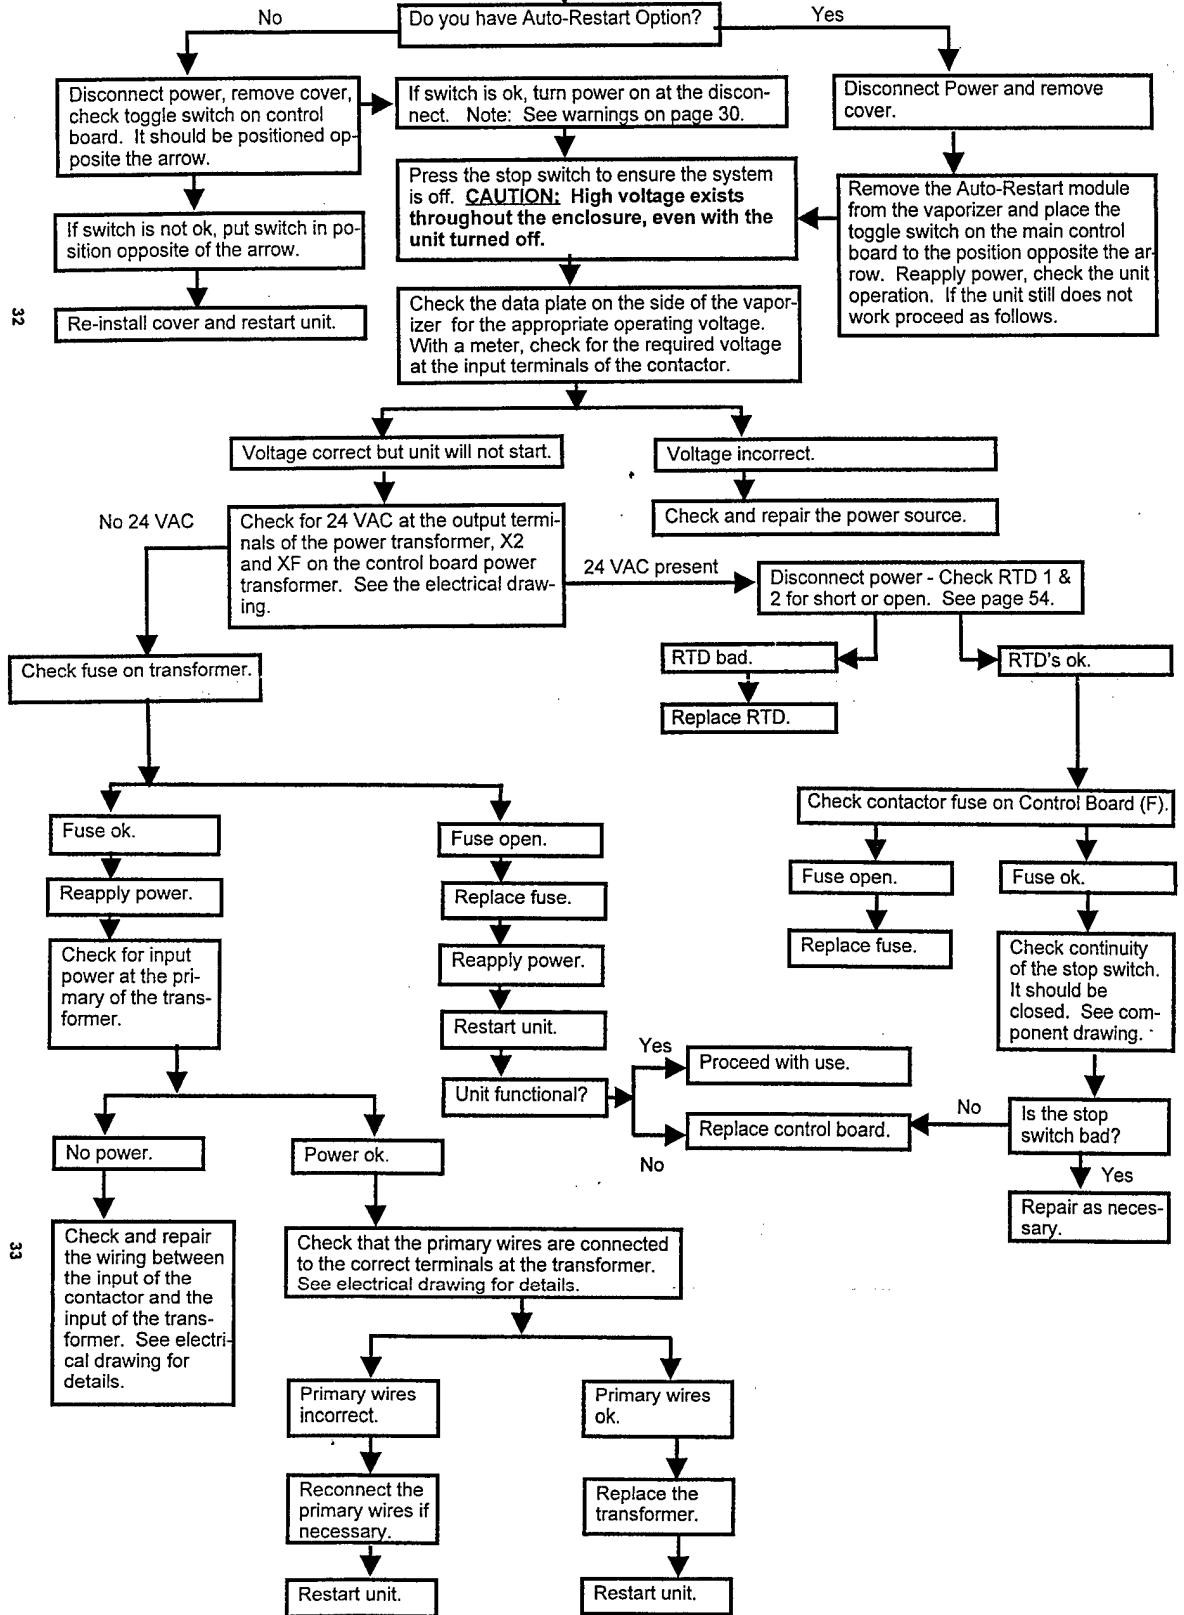 Do you have Auto-Restart Option?
No
Yes
Disconnect power, remove cover,
check toggle switch on control
board. It should be positioned op-
posite the arrow.
If switch is ok, turn power on at the discon-
nect. Note: See warnings on page 30.
Disconnect Power and remove
cover.
If switch is not ok, put switch in po-
sition opposite of the arrow.
Re-install cover and restart unit.
Press the stop switch to ensure the system
is off. CAUTION: High voltage exists
throughout the enclosure, even with the
unit turned off.
Remove the Auto-Restart module
from the vaporizer and place the
toggle switch on the main control
board to the position opposite the ar-
row. Reapply power, check the unit
operation. If the unit still does not
work proceed as follows.
32
Check the data plate on the side of the vapor-
izer for the appropriate operating voltage.
With a meter, check for the required voltage
at the input terminals of the contactor.
Voltage correct but unit will not start.
Voltage incorrect.
Check and repair the power source.
No 24 VAC
Check for 24 VAC at the output termi-
nals of the power transformer, X2
and XF on the control board power
transformer. See the electrical draw-
ing.
24 VAC present
Disconnect power - Check RTD 1 &
2 for short or open. See page 54.
RTD bad.
RTD's ok.
Replace RTD.
Check fuse on transformer.
Check contactor fuse on Control Board (F).
Fuse ok.
Fuse open.
Reapply power.
Replace fuse.
Check for input
power at the pri-
mary of the trans-
former.
Reapply power.
Restart unit.
Unit functional?
Yes
Proceed with use.
No
Replace control board.
Fuse open.
Fuse ok.
Replace fuse.
Check continuity
of the stop switch.
It should be
closed. See com-
ponent drawing.
Is the stop
switch bad?
No
Yes
Repair as neces-
sary.
No power.
Power ok.
33
Check and repair
the wiring between
the input of the
contactor and the
input of the trans-
former. See electri-
cal drawing for
details.
Check that the primary wires are connected
to the correct terminals at the transformer.
See electrical drawing for details.
Primary wires
incorrect.
Primary wires
ok.
Reconnect the
primary wires if
necessary.
Replace the
transformer.
Restart unit.
Restart unit.